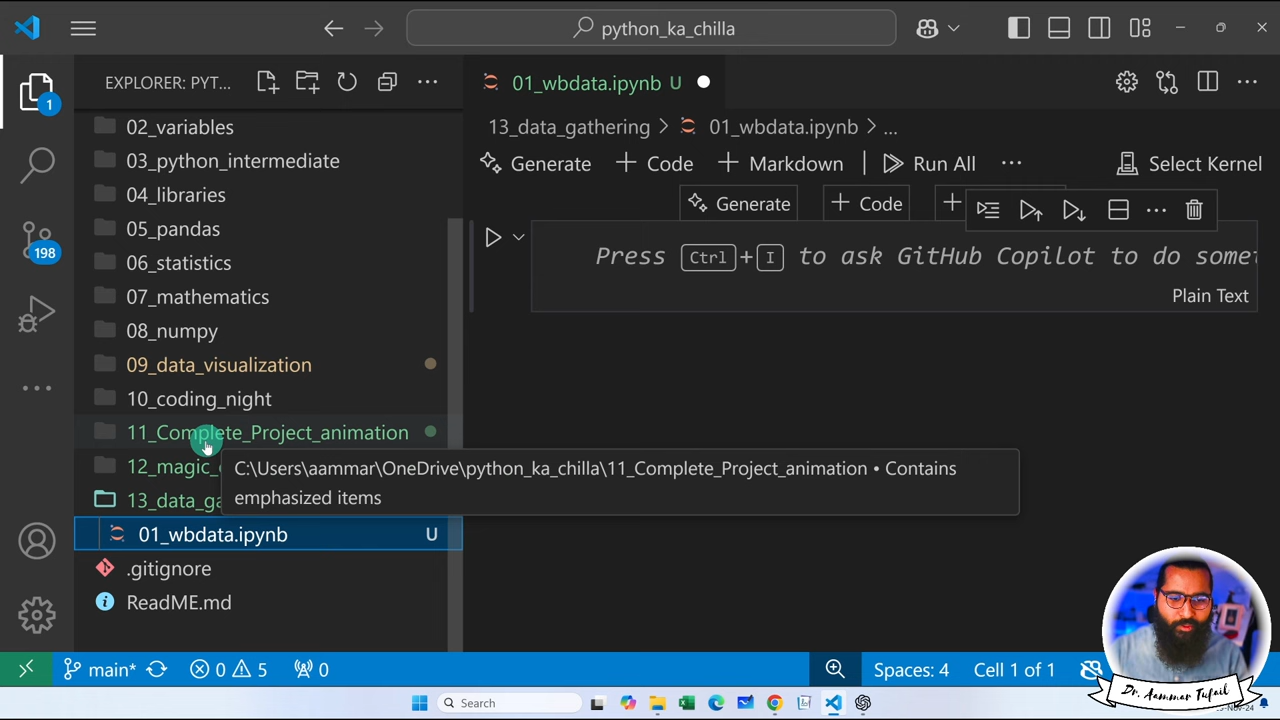 python_ka_chilla
EXPLORER: PYT...
01_wbdata.ipynb U
1
13_data_gathering > 01_wbdata.ipynb > ...
Generate + Code + Markdown | Run All ... Select Kernel
Generate + Code +
Press Ctrl+I to ask GitHub Copilot to do some
Plain Text
02_variables
03_python_intermediate
04_libraries
05_pandas
06_statistics
07_mathematics
08_numpy
09_data_visualization
10_coding_night
11_Complete_Project_animation
12_magic_
C:\Users\aammar\OneDrive\python_ka_chilla\11_Complete_Project_animation • Contains
emphasized items
13_data_ga
01_wbdata.ipynb U
.gitignore
ReadME.md
198
main* 0 5 0
Spaces: 4 Cell 1 of 1
Dr. Aammar Tufail
Search
-Nov-24